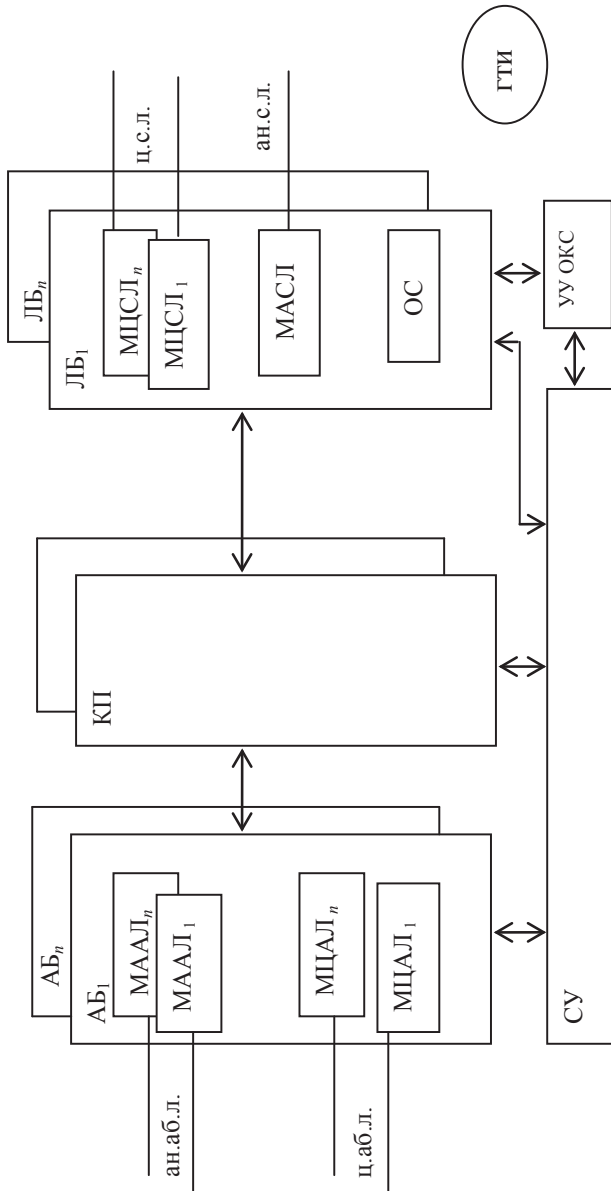 АБₙ
АБ₁
МААЛₙ
МААЛ₁
МЦАЛₙ
МЦАЛ₁
ан.аб.л.
ц.аб.л.
КП
ЛБₙ
ЛБ₁
МЦСЛₙ
МЦСЛ₁
МАСЛ
ОС
ц.с.л.
ан.с.л.
СУ
УУ ОКС
ГТИ